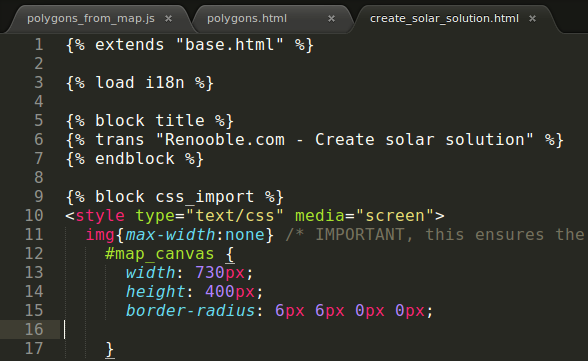 polygons_from_map.js × polygons.html × create_solar_solution.html ×
1 {% extends "base.html" %}
2
3 {% load i18n %}
4
5 {% block title %}
6 {% trans "Renooble.com - Create solar solution" %}
7 {% endblock %}
8
9 {% block css_import %}
10 <style type="text/css" media="screen">
11 img{max-width:none} /* IMPORTANT, this ensures the
12 #map_canvas {
13 width: 730px;
14 height: 400px;
15 border-radius: 6px 6px 0px 0px;
16
17 }